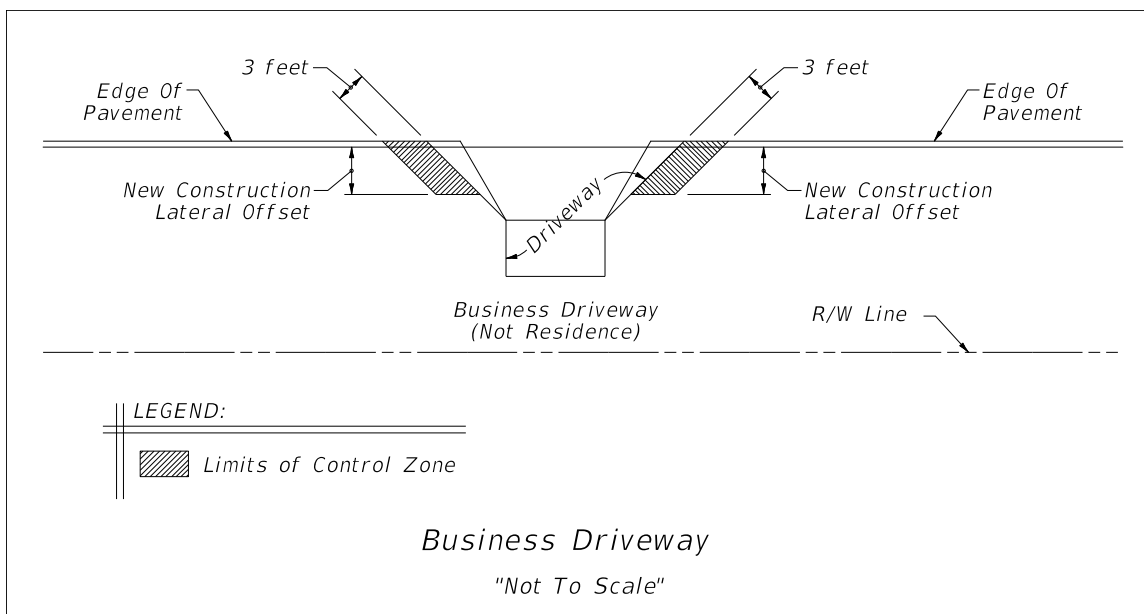 3 feet
3 feet
Edge Of
Pavement
Edge Of
Pavement
New Construction
Lateral Offset
Driveway
New Construction
Lateral Offset
Business Driveway
(Not Residence)
R/W Line
LEGEND:
Limits of Control Zone
Business Driveway
"Not To Scale"